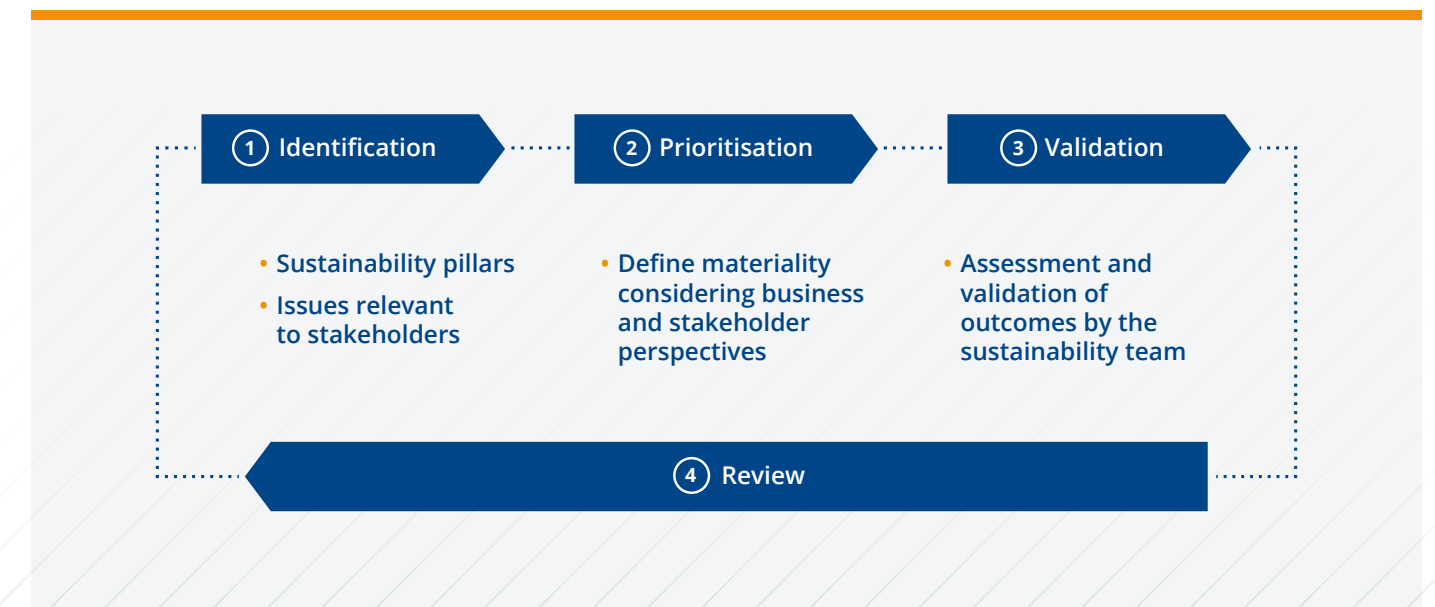 1 Identification
2 Prioritisation
3 Validation
• Sustainability pillars
• Issues relevant
to stakeholders
• Define materiality
considering business
and stakeholder
perspectives
• Assessment and
validation of
outcomes by the
sustainability team
4 Review